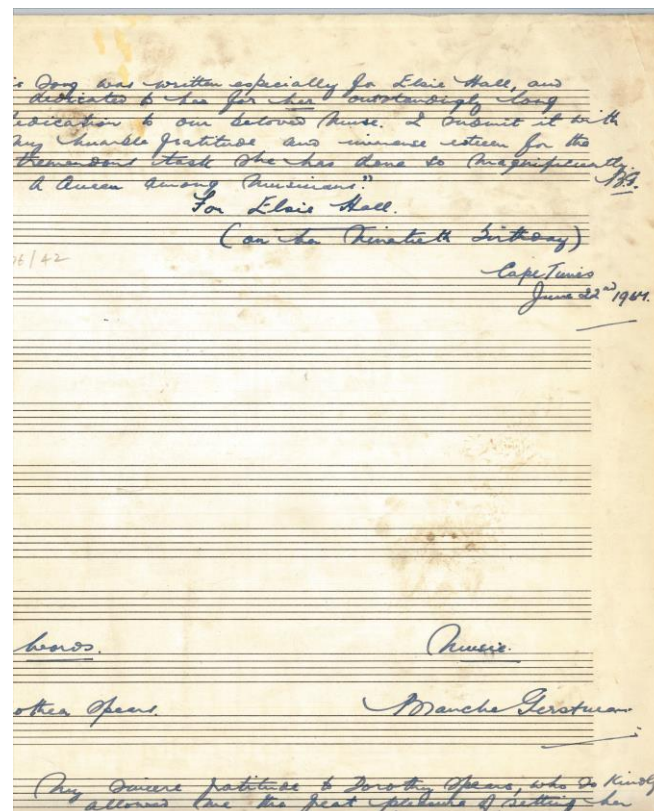 is Song was written especially for Elsie Hall, and
dedicated to her for her outstandingly long
dedication to our beloved Muse. I submit it with
my humble gratitude and immense esteem for the
tremendous task she has done so magnificently.
A Queen among Musicians." B.G.
For Elsie Hall.
(on her Ninetieth Birthday)
/42
Cape Times
June 22nd 1967.
Words. Music.
othea Spears. Blanche Gerstman
My sincere gratitude to Dorothy Spears, who so kindly
allowed me the great pleasure of setting her